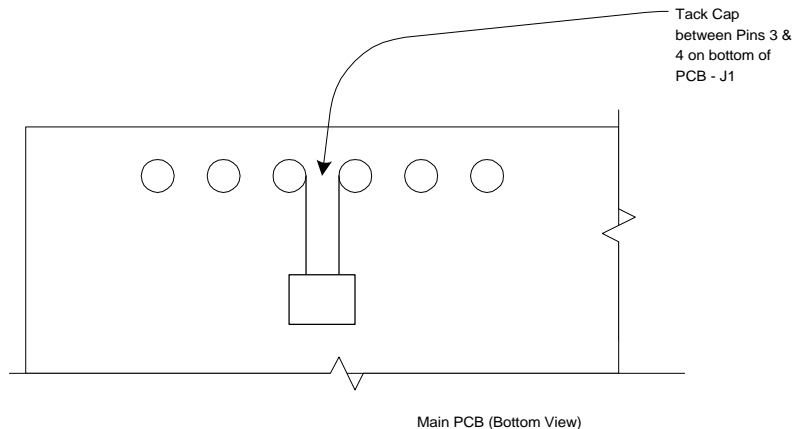 Tack Cap
between Pins 3 &
4 on bottom of
PCB - J1
Main PCB (Bottom View)